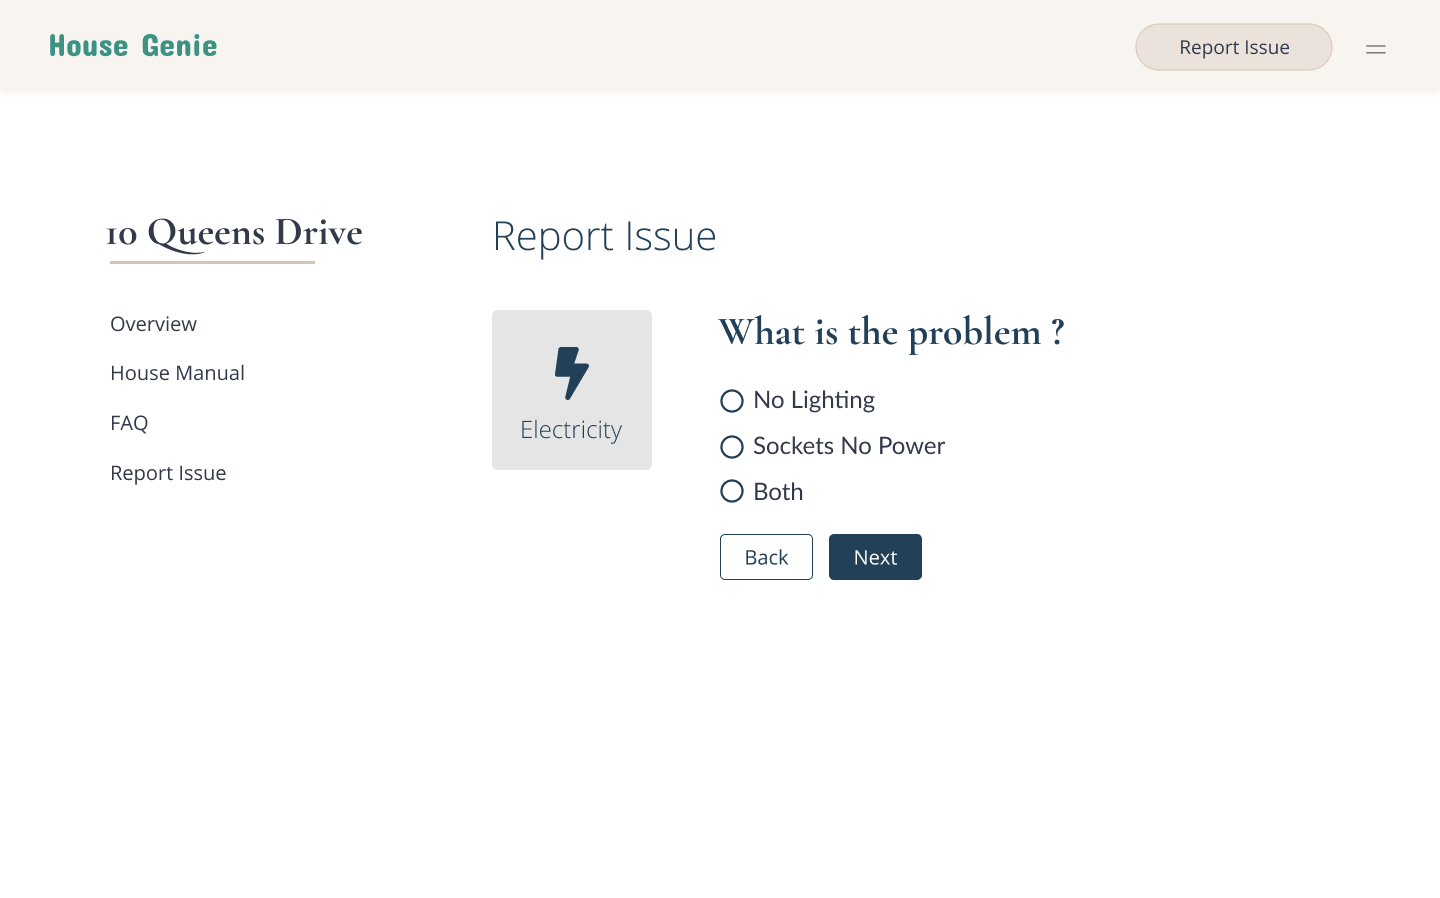 House Genie
Report Issue
10 Queens Drive
Overview
House Manual
FAQ
Report Issue
Report Issue
Electricity
What is the problem ?
No Lighting
Sockets No Power
Both
Back
Next